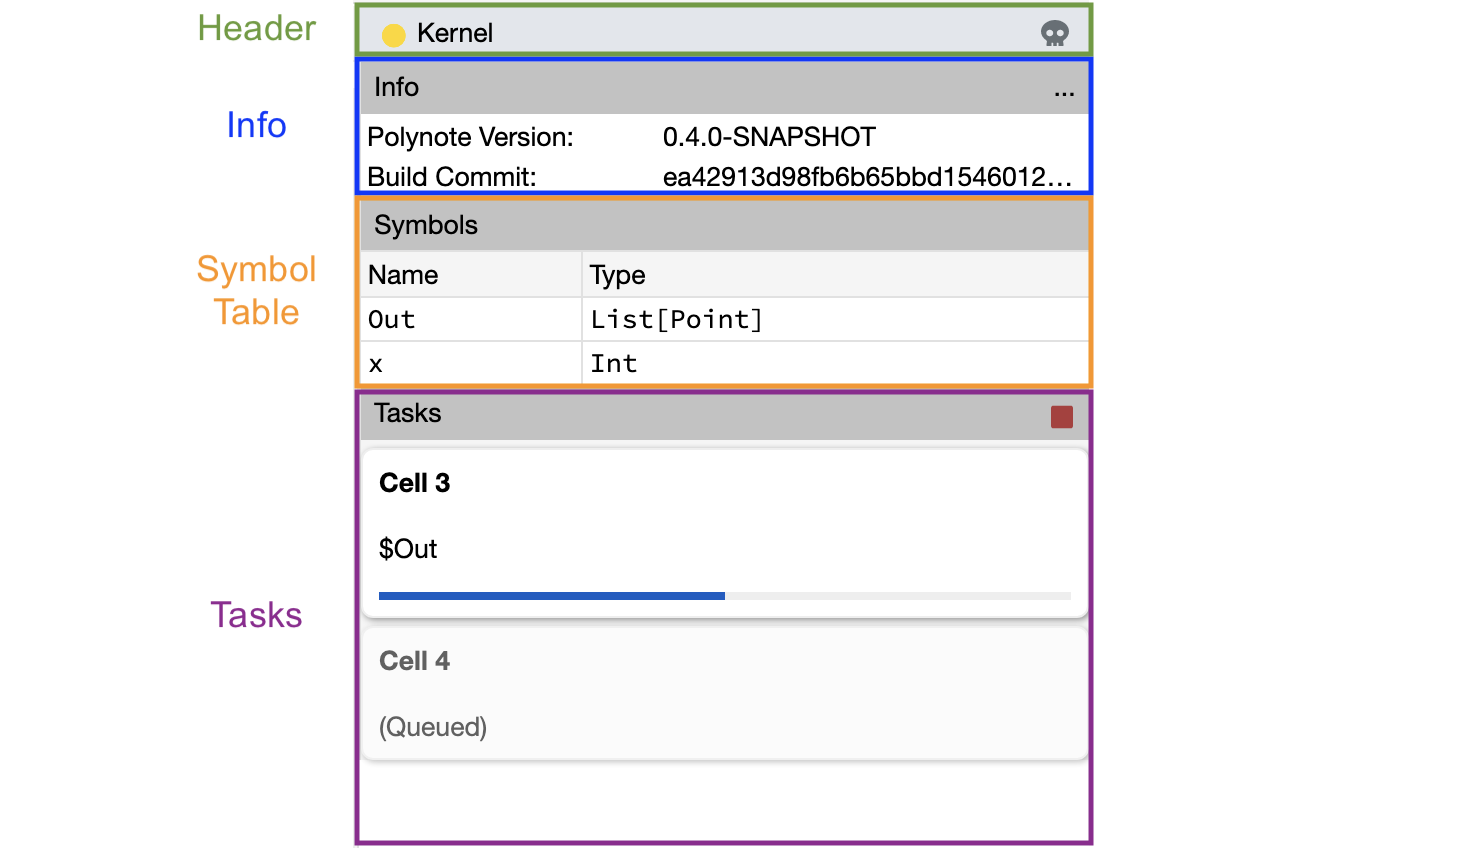 Header
Kernel
Info
Info
...
Polynote Version: 0.4.0-SNAPSHOT
Build Commit: ea42913d98fb6b65bbd1546012...
Symbol
Table
Symbols
Name Type
Out List[Point]
x Int
Tasks
Tasks
Cell 3
$Out
Cell 4
(Queued)